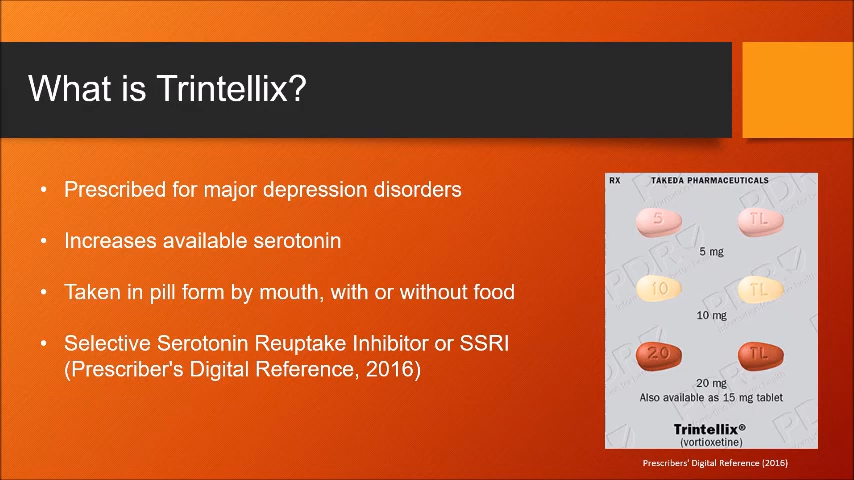 What is Trintellix?
• Prescribed for major depression disorders
• Increases available serotonin
• Taken in pill form by mouth, with or without food
• Selective Serotonin Reuptake Inhibitor or SSRI
(Prescriber's Digital Reference, 2016)
RX TAKEDA PHARMACEUTICALS
5 TL
5 mg
10 TL
10 mg
20 TL
20 mg
Also available as 15 mg tablet
Trintellix®
(vortioxetine)
Prescribers' Digital Reference (2016)